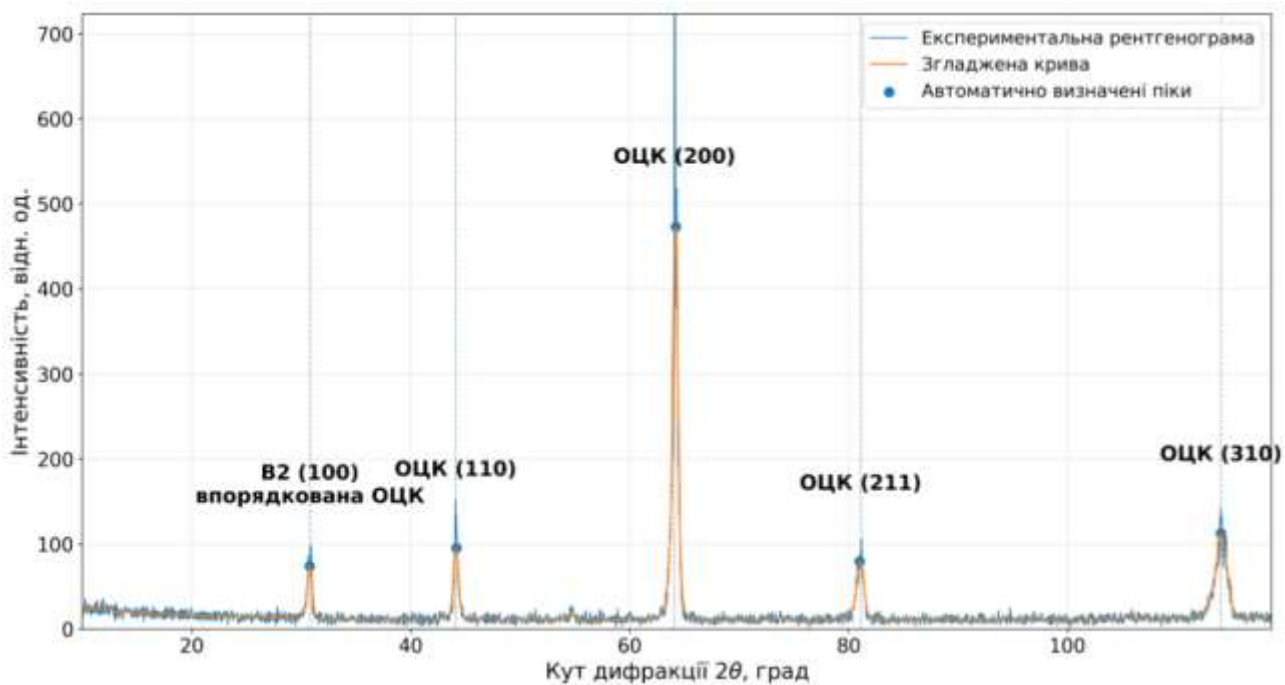 700
600
500
400
300
200
100
0
Інтенсивність, відн. од.
Експериментальна рентгенограма
Згладжена крива
Автоматично визначені піки
ОЦК (200)
B2 (100)
впорядкована ОЦК
ОЦК (110)
ОЦК (211)
ОЦК (310)
20
40
60
80
100
Кут дифракції 2θ, град